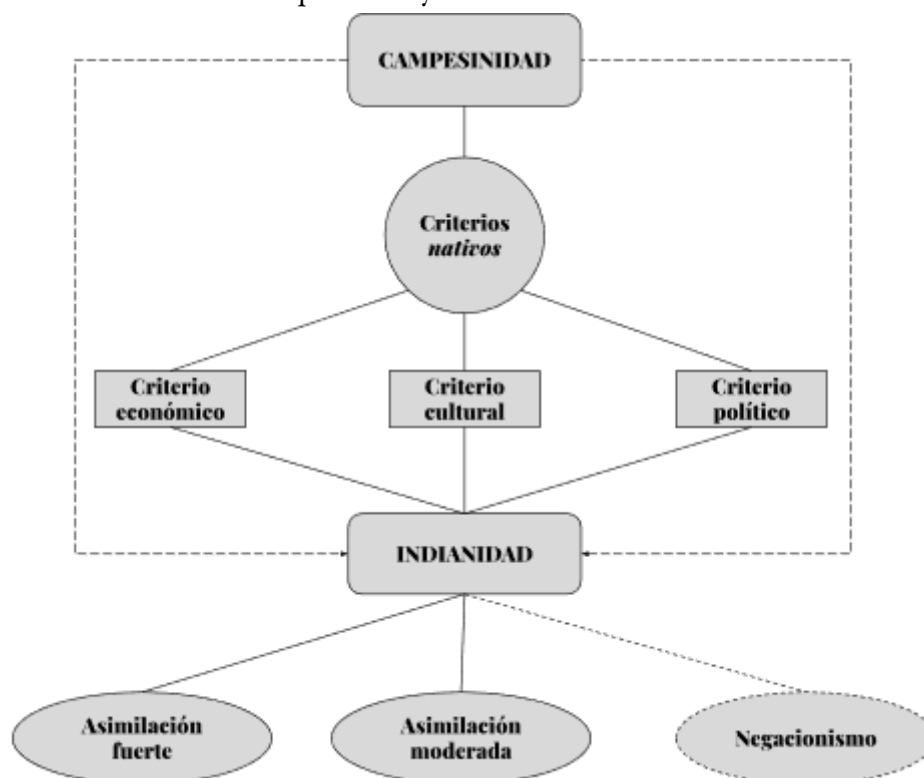 CAMPESINIDAD
Criterios
nativos
Criterio
económico
Criterio
cultural
Criterio
político
INDIANIDAD
Asimilación
fuerte
Asimilación
moderada
Negacionismo